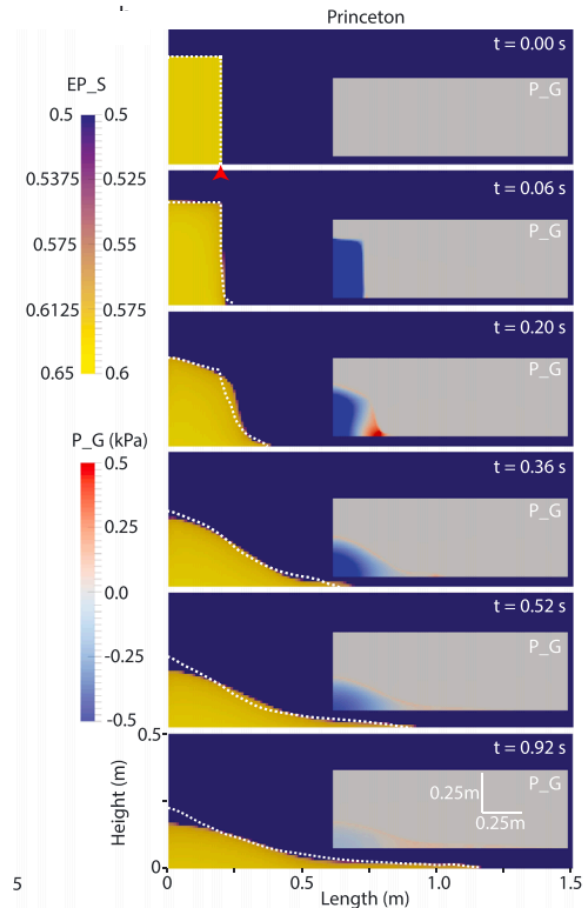 Princeton
t = 0.00 s
P_G
EP_S
0.5 0.5
0.5375 0.525
0.575 0.55
0.6125 0.575
0.65 0.6
t = 0.06 s
P_G
t = 0.20 s
P_G
P_G (kPa)
0.5
0.25
0.0
-0.25
-0.5
t = 0.36 s
P_G
t = 0.52 s
P_G
t = 0.92 s
P_G
0.25m
0.25m
0.5
Height (m)
0
0 0.5 1.0 1.5
Length (m)
5